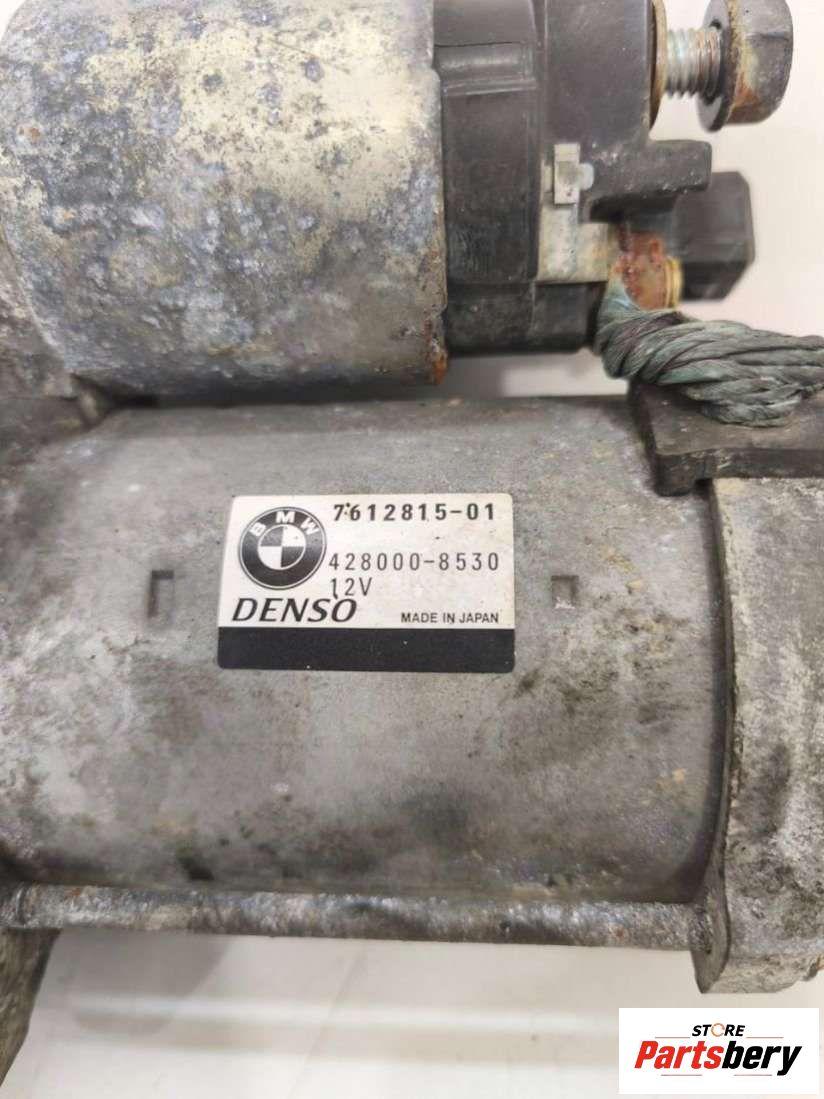 BMW
7612815-01
428000-8530
12V
DENSO
MADE IN JAPAN
STORE
Partsbery